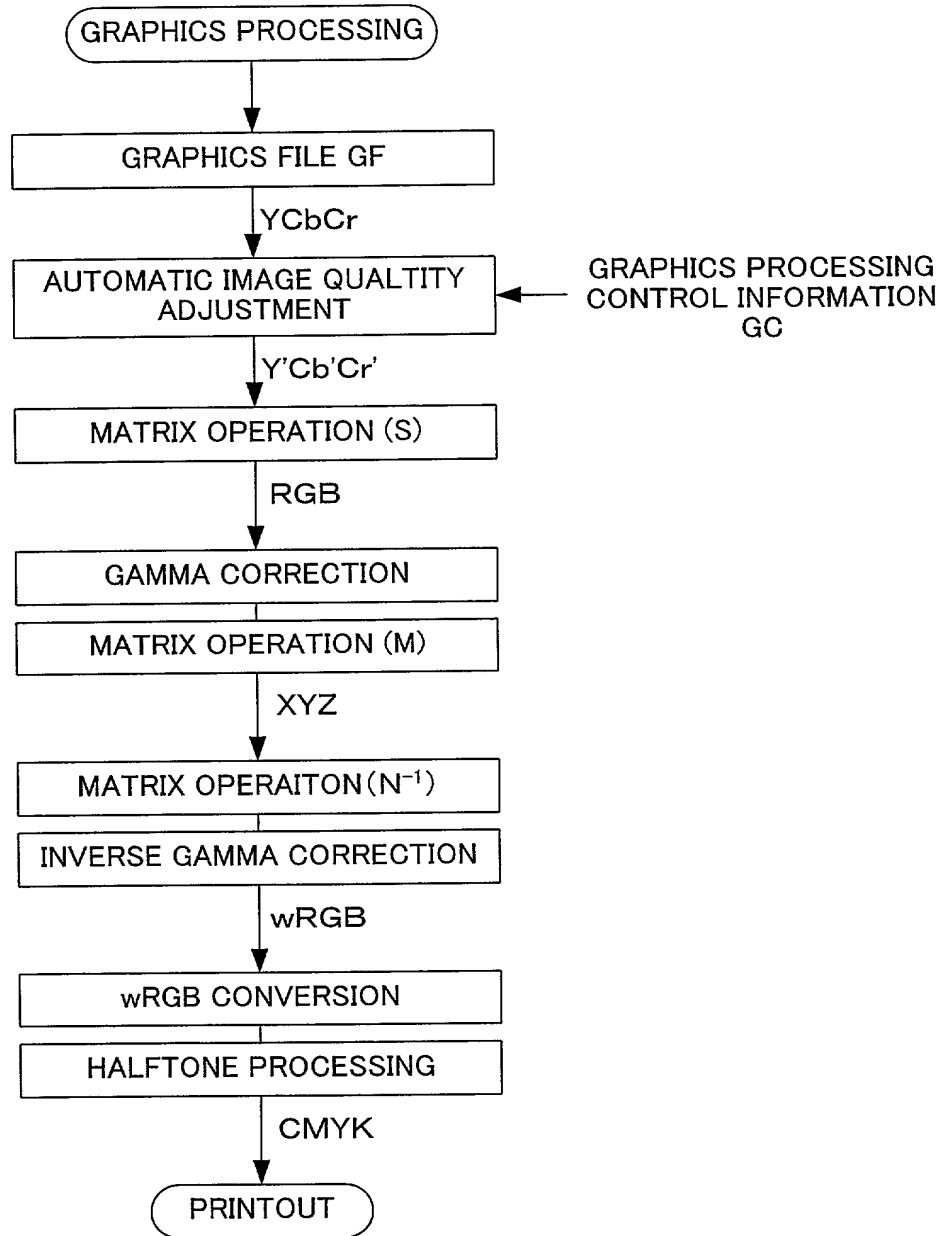 GRAPHICS PROCESSING
GRAPHICS FILE GF
YCbCr
AUTOMATIC IMAGE QUALTITY
ADJUSTMENT
GRAPHICS PROCESSING
CONTROL INFORMATION
GC
Y'Cb'Cr'
MATRIX OPERATION (S)
RGB
GAMMA CORRECTION
MATRIX OPERATION (M)
XYZ
MATRIX OPERAITON (N⁻¹)
INVERSE GAMMA CORRECTION
wRGB
wRGB CONVERSION
HALFTONE PROCESSING
CMYK
PRINTOUT